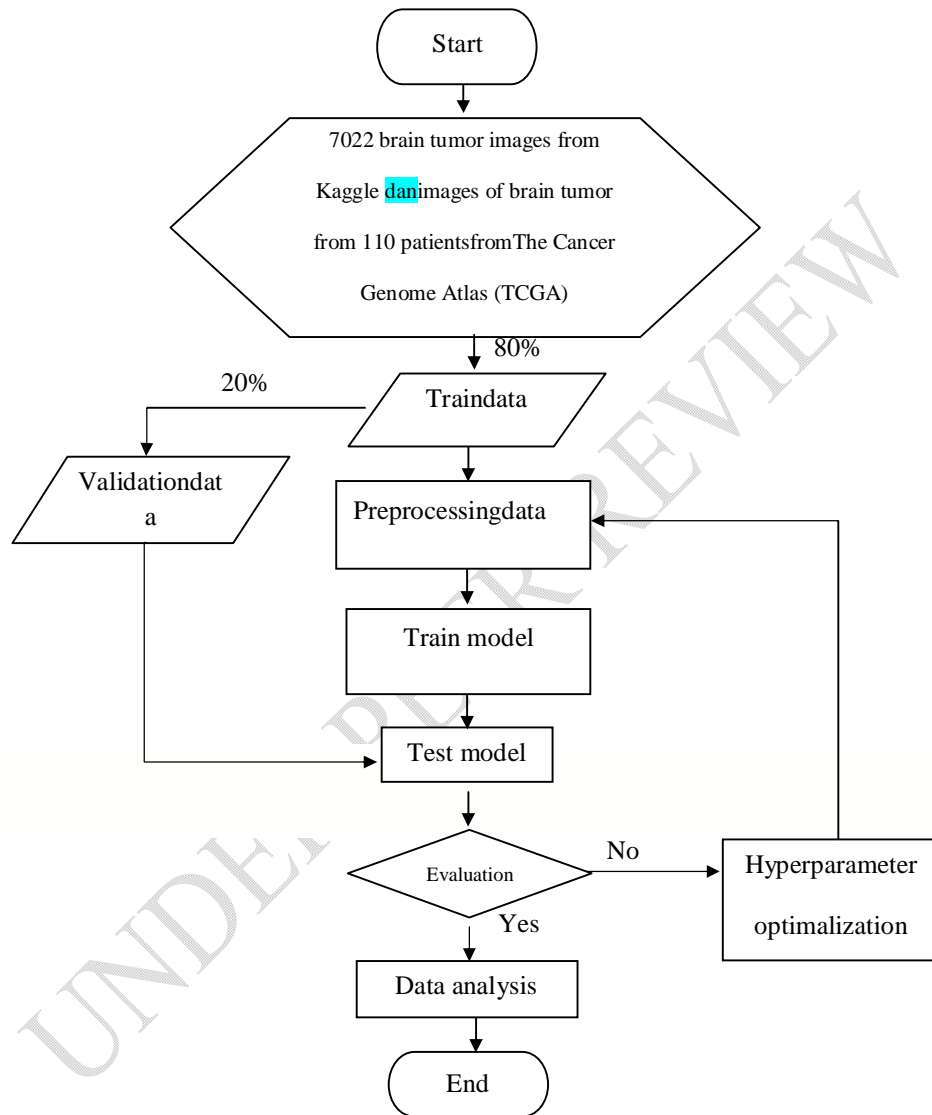 Start
7022 brain tumor images from
Kaggle danimages of brain tumor
from 110 patientsfromThe Cancer
Genome Atlas (TCGA)
80%
20%
Traindata
Validationdat
a
Preprocessingdata
Train model
Test model
Evaluation
No
Hyperparameter
optimalization
Yes
Data analysis
End
UNDER PEER REVIEW